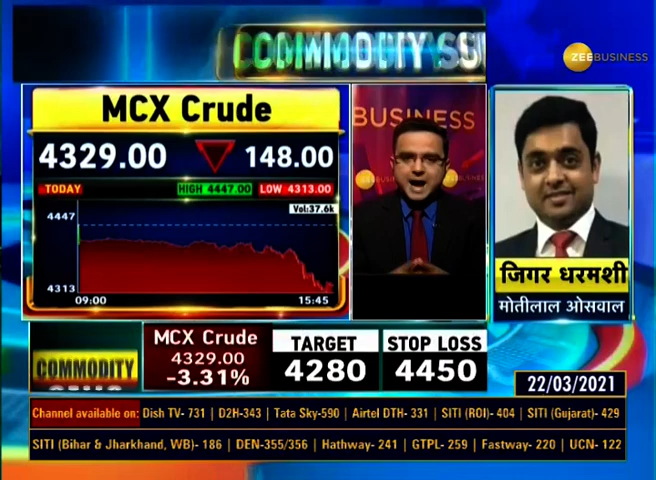 COMMODITY
ZEE BUSINESS
MCX Crude
4329.00 148.00
TODAY HIGH 4447.00 LOW 4313.00
Vol:37.6k
4447
4313
09:00 15:45
BUSINESS
जिगर धरमशी
मोतीलाल ओसवाल
COMMODITY
MCX Crude
4329.00
-3.31%
TARGET
4280
STOP LOSS
4450
22/03/2021
Channel available on: Dish TV- 731 | D2H-343 | Tata Sky-590 | Airtel DTH- 331 | SITI (ROI)- 404 | SITI (Gujarat)- 429
SITI (Bihar & Jharkhand, WB)- 186 | DEN-355/356 | Hathway- 241 | GTPL- 259 | Fastway- 220 | UCN- 122